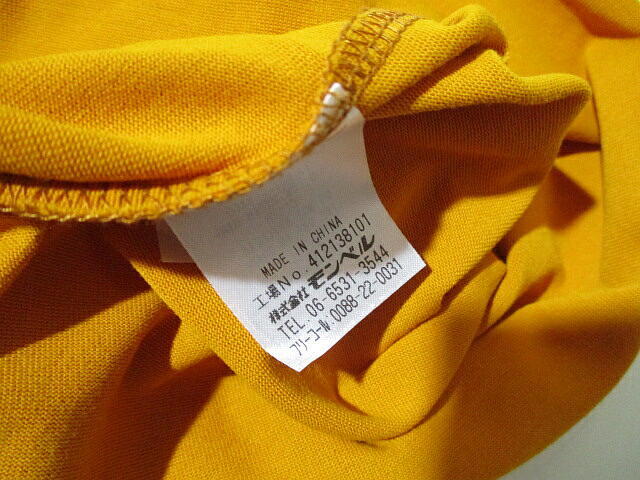 MADE IN CHINA
工場No. 412138101
株式会社 モンベル
TEL. 06-6531-3544
フリーコール:0088-22-0031